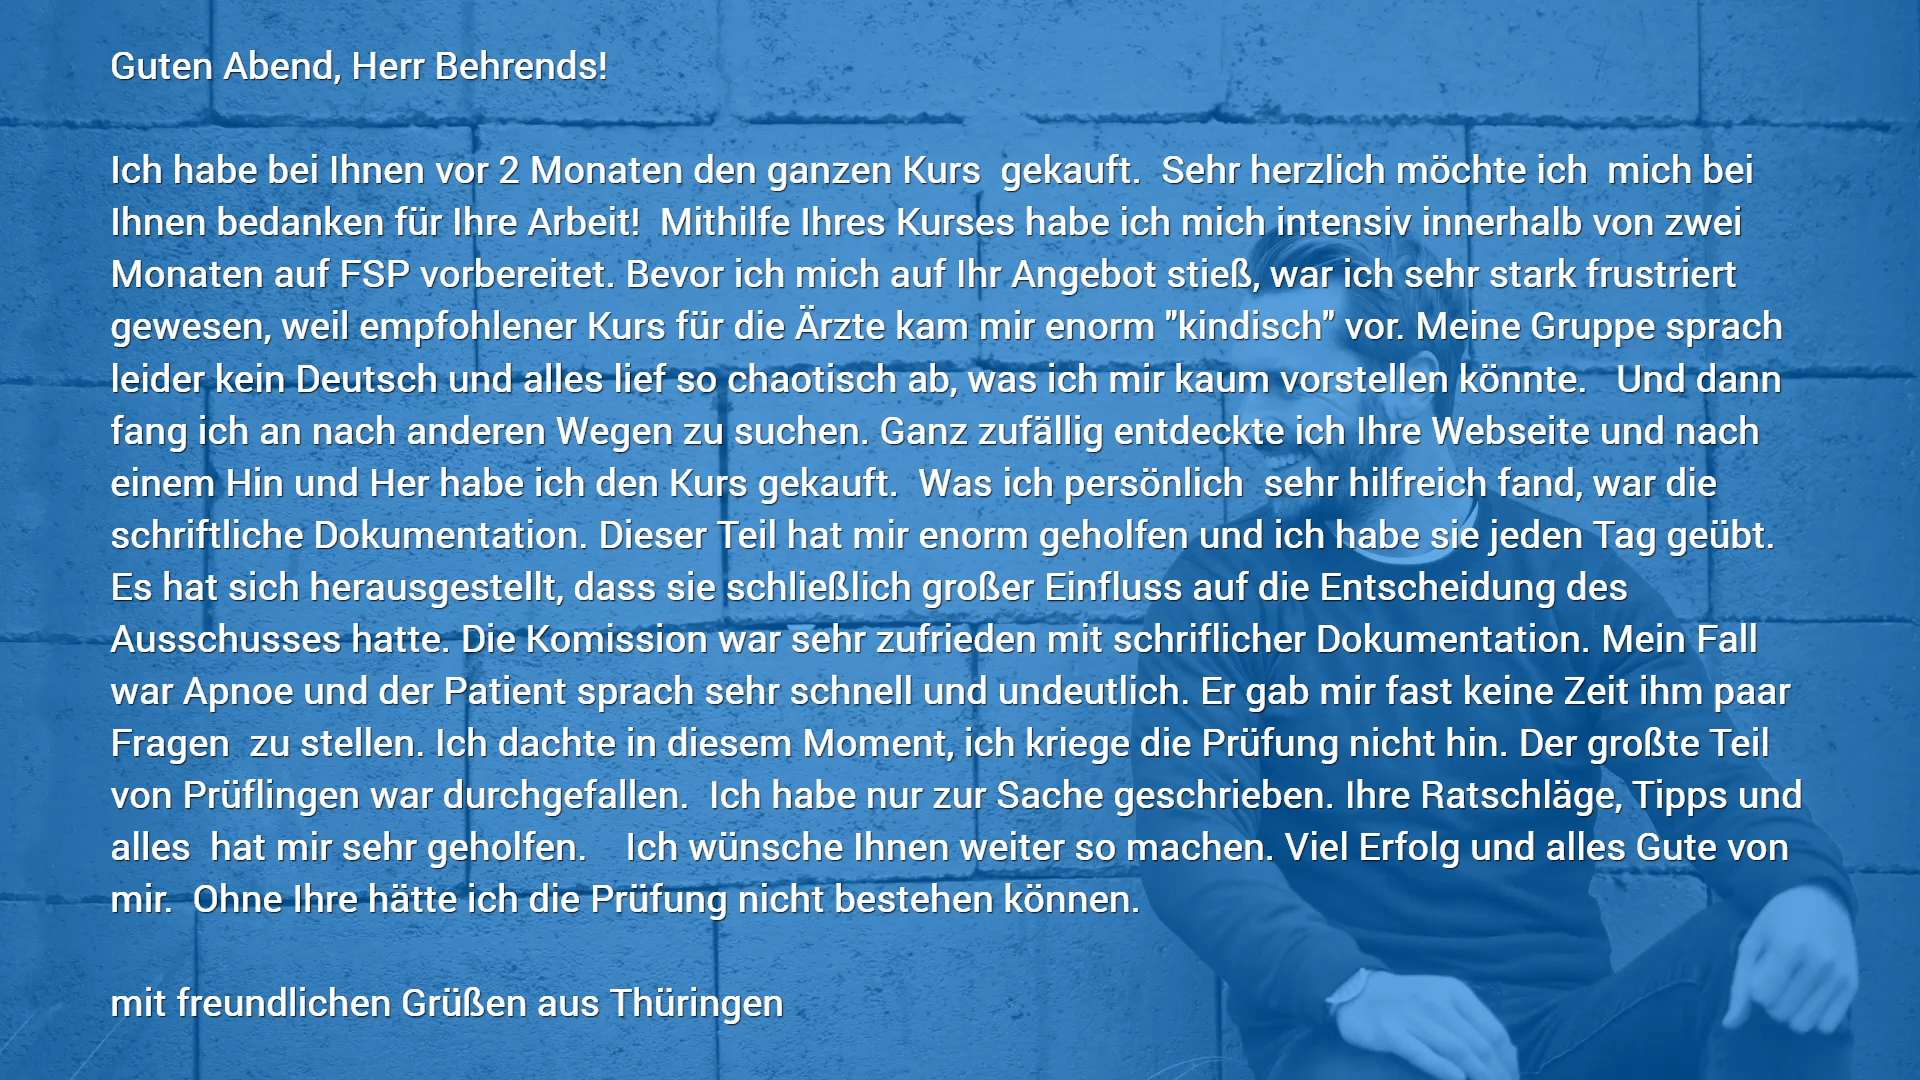 Guten Abend, Herr Behrends!
Ich habe bei Ihnen vor 2 Monaten den ganzen Kurs  gekauft.  Sehr herzlich möchte ich  mich bei
Ihnen bedanken für Ihre Arbeit!  Mithilfe Ihres Kurses habe ich mich intensiv innerhalb von zwei
Monaten auf FSP vorbereitet. Bevor ich mich auf Ihr Angebot stieß, war ich sehr stark frustriert
gewesen, weil empfohlener Kurs für die Ärzte kam mir enorm "kindisch" vor. Meine Gruppe sprach
leider kein Deutsch und alles lief so chaotisch ab, was ich mir kaum vorstellen könnte.   Und dann
fang ich an nach anderen Wegen zu suchen. Ganz zufällig entdeckte ich Ihre Webseite und nach
einem Hin und Her habe ich den Kurs gekauft.  Was ich persönlich  sehr hilfreich fand, war die
schriftliche Dokumentation. Dieser Teil hat mir enorm geholfen und ich habe sie jeden Tag geübt.
Es hat sich herausgestellt, dass sie schließlich großer Einfluss auf die Entscheidung des
Ausschusses hatte. Die Komission war sehr zufrieden mit schriflicher Dokumentation. Mein Fall
war Apnoe und der Patient sprach sehr schnell und undeutlich. Er gab mir fast keine Zeit ihm paar
Fragen  zu stellen. Ich dachte in diesem Moment, ich kriege die Prüfung nicht hin. Der großte Teil
von Prüflingen war durchgefallen.  Ich habe nur zur Sache geschrieben. Ihre Ratschläge, Tipps und
alles  hat mir sehr geholfen.    Ich wünsche Ihnen weiter so machen. Viel Erfolg und alles Gute von
mir.  Ohne Ihre hätte ich die Prüfung nicht bestehen können.
mit freundlichen Grüßen aus Thüringen